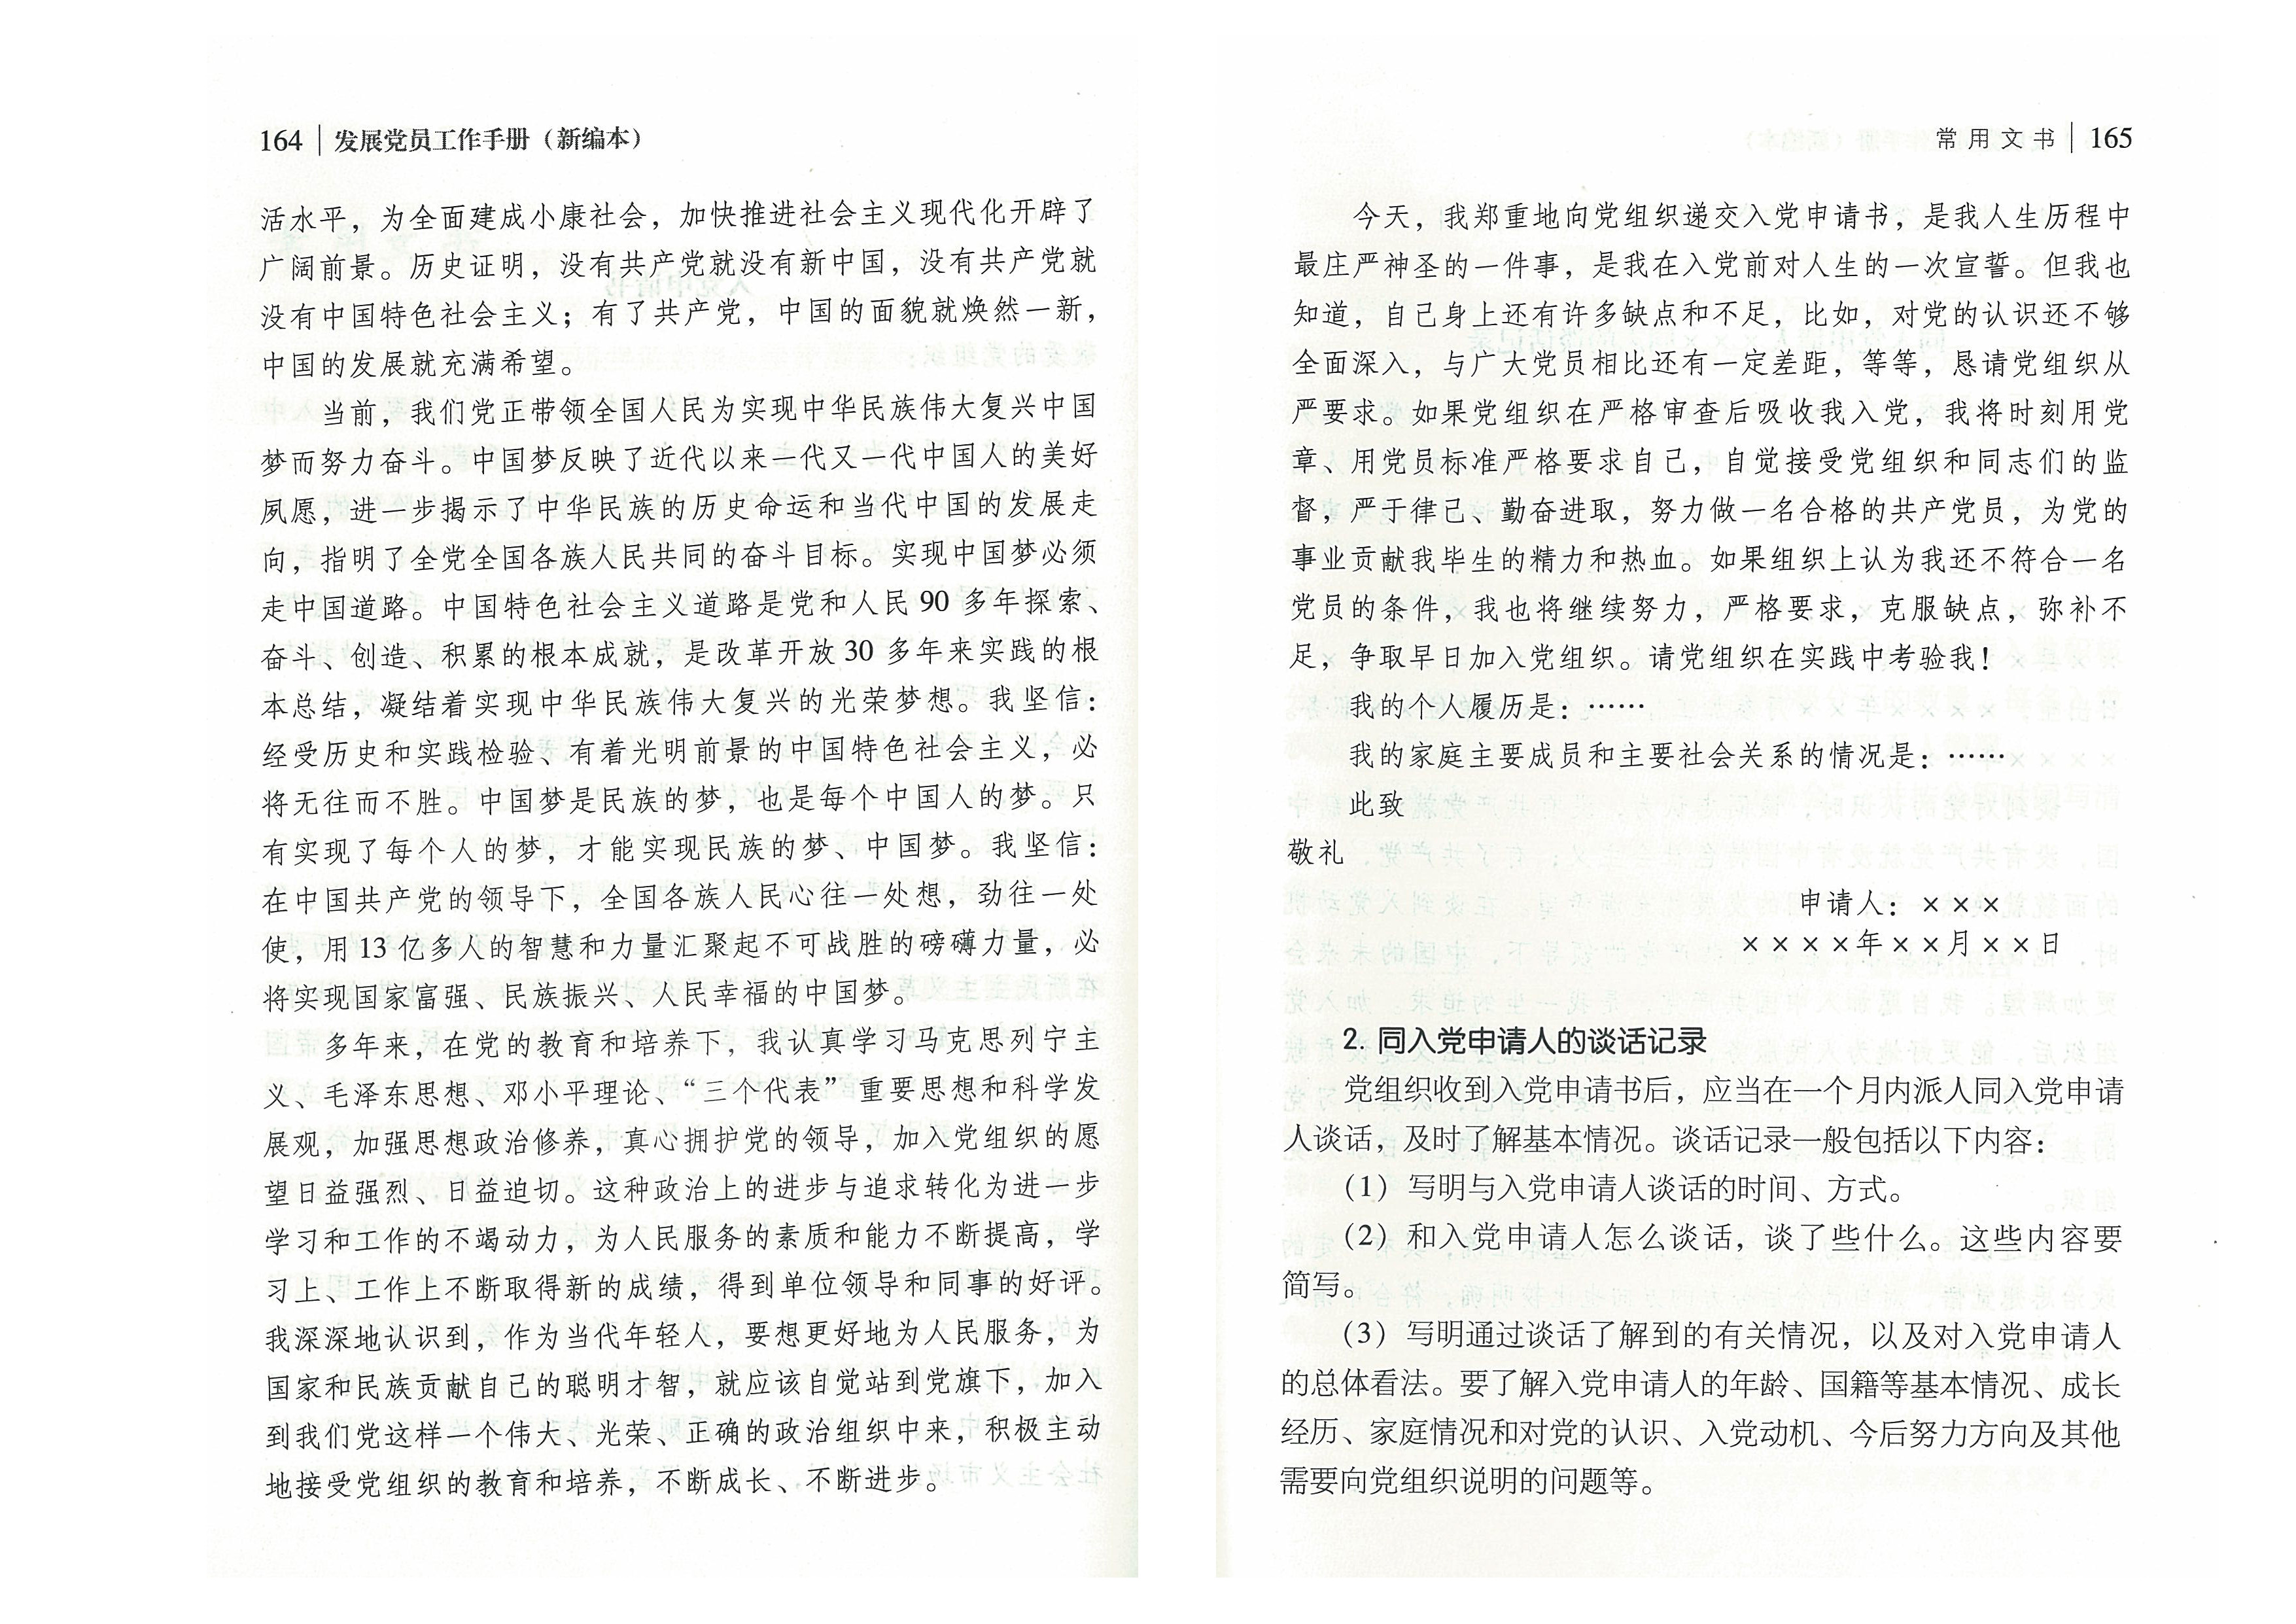 164 | 发展党员工作手册（新编本）
活水平，为全面建成小康社会，加快推进社会主义现代化开辟了
广阔前景。历史证明，没有共产党就没有新中国，没有共产党就
没有中国特色社会主义；有了共产党，中国的面貌就焕然一新，
中国的发展就充满希望。
当前，我们党正带领全国人民为实现中华民族伟大复兴中国
梦而努力奋斗。中国梦反映了近代以来一代又一代中国人的美好
夙愿，进一步揭示了中华民族的历史命运和当代中国的发展走
向，指明了全党全国各族人民共同的奋斗目标。实现中国梦必须
走中国道路。中国特色社会主义道路是党和人民 90 多年探索、
奋斗、创造、积累的根本成就，是改革开放 30 多年来实践的根
本总结，凝结着实现中华民族伟大复兴的光荣梦想。我坚信：
经受历史和实践检验、有着光明前景的中国特色社会主义，必
将无往而不胜。中国梦是民族的梦，也是每个中国人的梦。只
有实现了每个人的梦，才能实现民族的梦、中国梦。我坚信：
在中国共产党的领导下，全国各族人民心往一处想，劲往一处
使，用 13 亿多人的智慧和力量汇聚起不可战胜的磅礴力量，必
将实现国家富强、民族振兴、人民幸福的中国梦。
多年来，在党的教育和培养下，我认真学习马克思列宁主
义、毛泽东思想、邓小平理论、“三个代表”重要思想和科学发
展观，加强思想政治修养，真心拥护党的领导，加入党组织的愿
望日益强烈、日益迫切。这种政治上的进步与追求转化为进一步
学习和工作的不竭动力，为人民服务的素质和能力不断提高，学
习上、工作上不断取得新的成绩，得到单位领导和同事的好评。
我深深地认识到，作为当代年轻人，要想更好地为人民服务，为
国家和民族贡献自己的聪明才智，就应该自觉站到党旗下，加入
到我们党这样一个伟大、光荣、正确的政治组织中来，积极主动
地接受党组织的教育和培养，不断成长、不断进步。
常用文书 | 165
今天，我郑重地向党组织递交入党申请书，是我人生历程中
最庄严神圣的一件事，是我在入党前对人生的一次宣誓。但我也
知道，自己身上还有许多缺点和不足，比如，对党的认识还不够
全面深入，与广大党员相比还有一定差距，等等，恳请党组织从
严要求。如果党组织在严格审查后吸收我入党，我将时刻用党
章、用党员标准严格要求自己，自觉接受党组织和同志们的监
督，严于律己、勤奋进取，努力做一名合格的共产党员，为党的
事业贡献我毕生的精力和热血。如果组织上认为我还不符合一名
党员的条件，我也将继续努力，严格要求，克服缺点，弥补不
足，争取早日加入党组织。请党组织在实践中考验我！
我的个人履历是：……
我的家庭主要成员和主要社会关系的情况是：……
此致
敬礼
申请人：×××
××××年××月××日
2. 同入党申请人的谈话记录
党组织收到入党申请书后，应当在一个月内派人同入党申请
人谈话，及时了解基本情况。谈话记录一般包括以下内容：
（1）写明与入党申请人谈话的时间、方式。
（2）和入党申请人怎么谈话，谈了些什么。这些内容要
简写。
（3）写明通过谈话了解到的有关情况，以及对入党申请人
的总体看法。要了解入党申请人的年龄、国籍等基本情况、成长
经历、家庭情况和对党的认识、入党动机、今后努力方向及其他
需要向党组织说明的问题等。